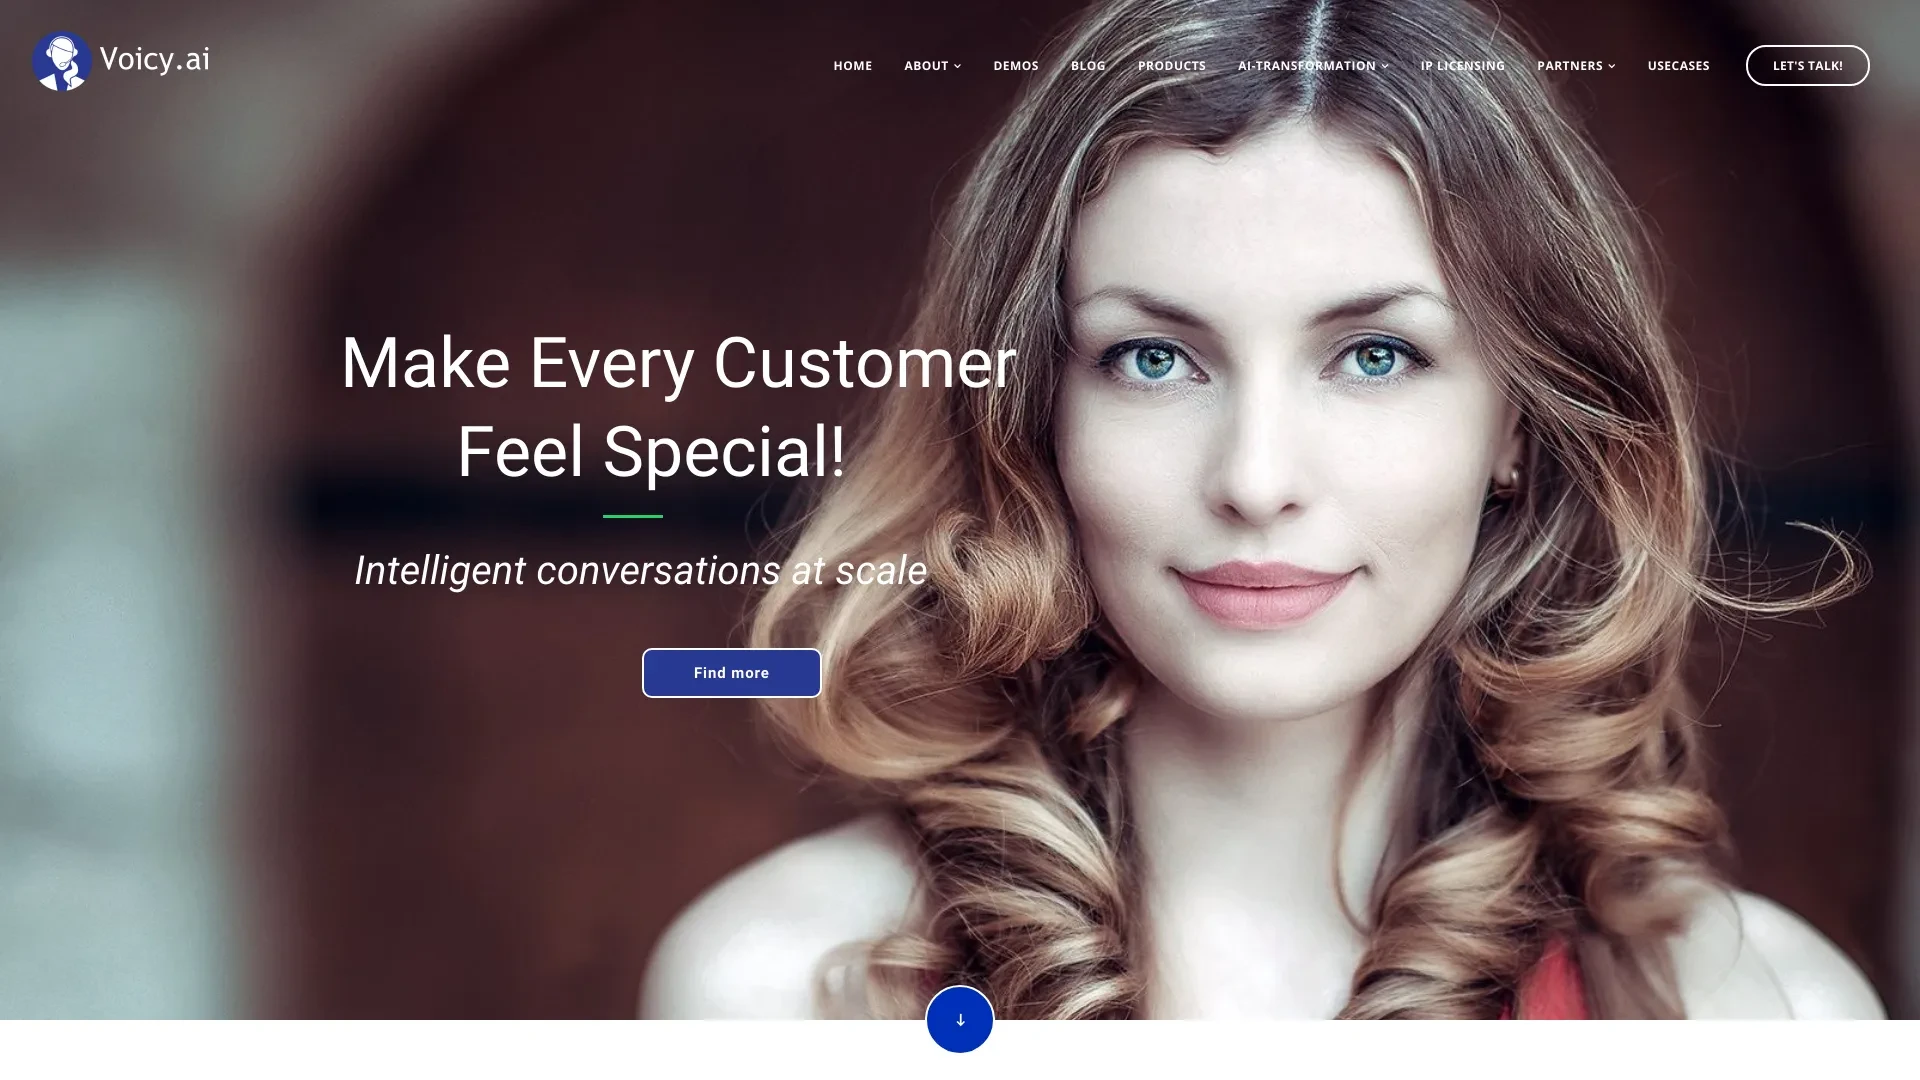 Voicy.ai
HOME ABOUT DEMOS BLOG PRODUCTS AI-TRANSFORMATION IP LICENSING PARTNERS USECASES LET'S TALK!
Make Every Customer
Feel Special!
Intelligent conversations at scale
Find more